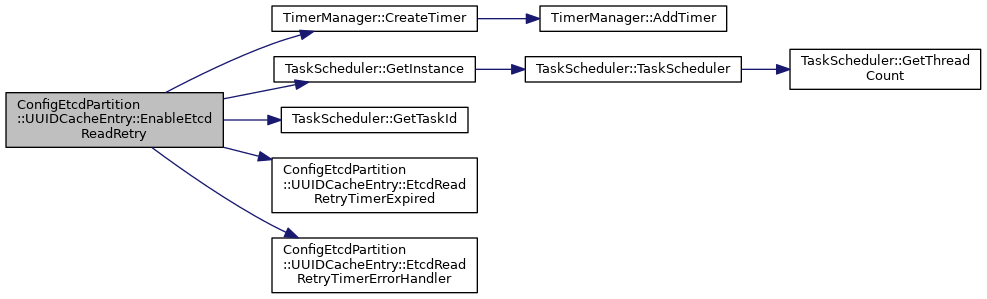 TimerManager::CreateTimer
TimerManager::AddTimer
TaskScheduler::GetInstance
TaskScheduler::TaskScheduler
TaskScheduler::GetThread
Count
ConfigEtcdPartition
::UUIDCacheEntry::EnableEtcd
ReadRetry
TaskScheduler::GetTaskId
ConfigEtcdPartition
::UUIDCacheEntry::EtcdRead
RetryTimerExpired
ConfigEtcdPartition
::UUIDCacheEntry::EtcdRead
RetryTimerErrorHandler